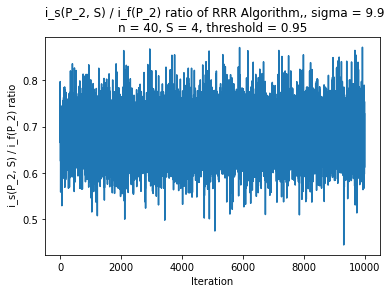 i_s(P_2, S) / i_f(P_2) ratio of RRR Algorithm,, sigma = 9.9
n = 40, S = 4, threshold = 0.95
i_s(P_2, S) / i_f(P_2) ratio
0.8
0.7
0.6
0.5
0 2000 4000 6000 8000 10000
Iteration